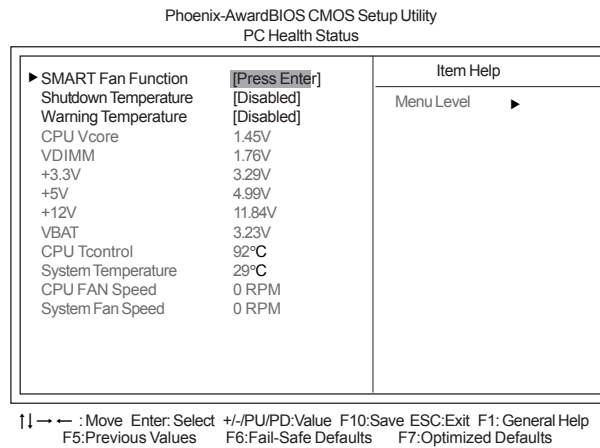 Phoenix-AwardBIOS CMOS Setup Utility
PC Health Status
► SMART Fan Function [Press Enter]
Shutdown Temperature [Disabled]
Warning Temperature [Disabled]
CPU Vcore 1.45V
VDIMM 1.76V
+3.3V 3.29V
+5V 4.99V
+12V 11.84V
VBAT 3.23V
CPU Tcontrol 92°C
System Temperature 29°C
CPU FAN Speed 0 RPM
System Fan Speed 0 RPM
Item Help
Menu Level ►
↑↓→← : Move Enter: Select +/-/PU/PD:Value F10:Save ESC:Exit F1: General Help
F5:Previous Values F6:Fail-Safe Defaults F7:Optimized Defaults